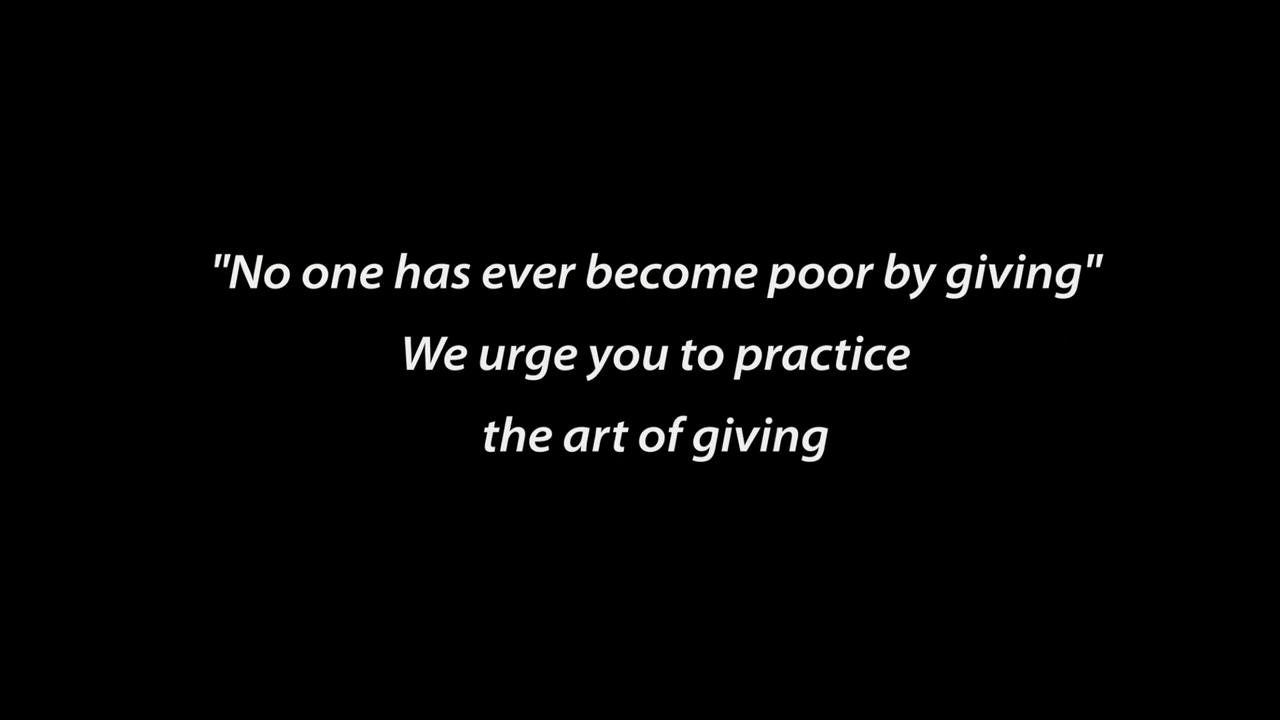 "No one has ever become poor by giving"
We urge you to practice
the art of giving